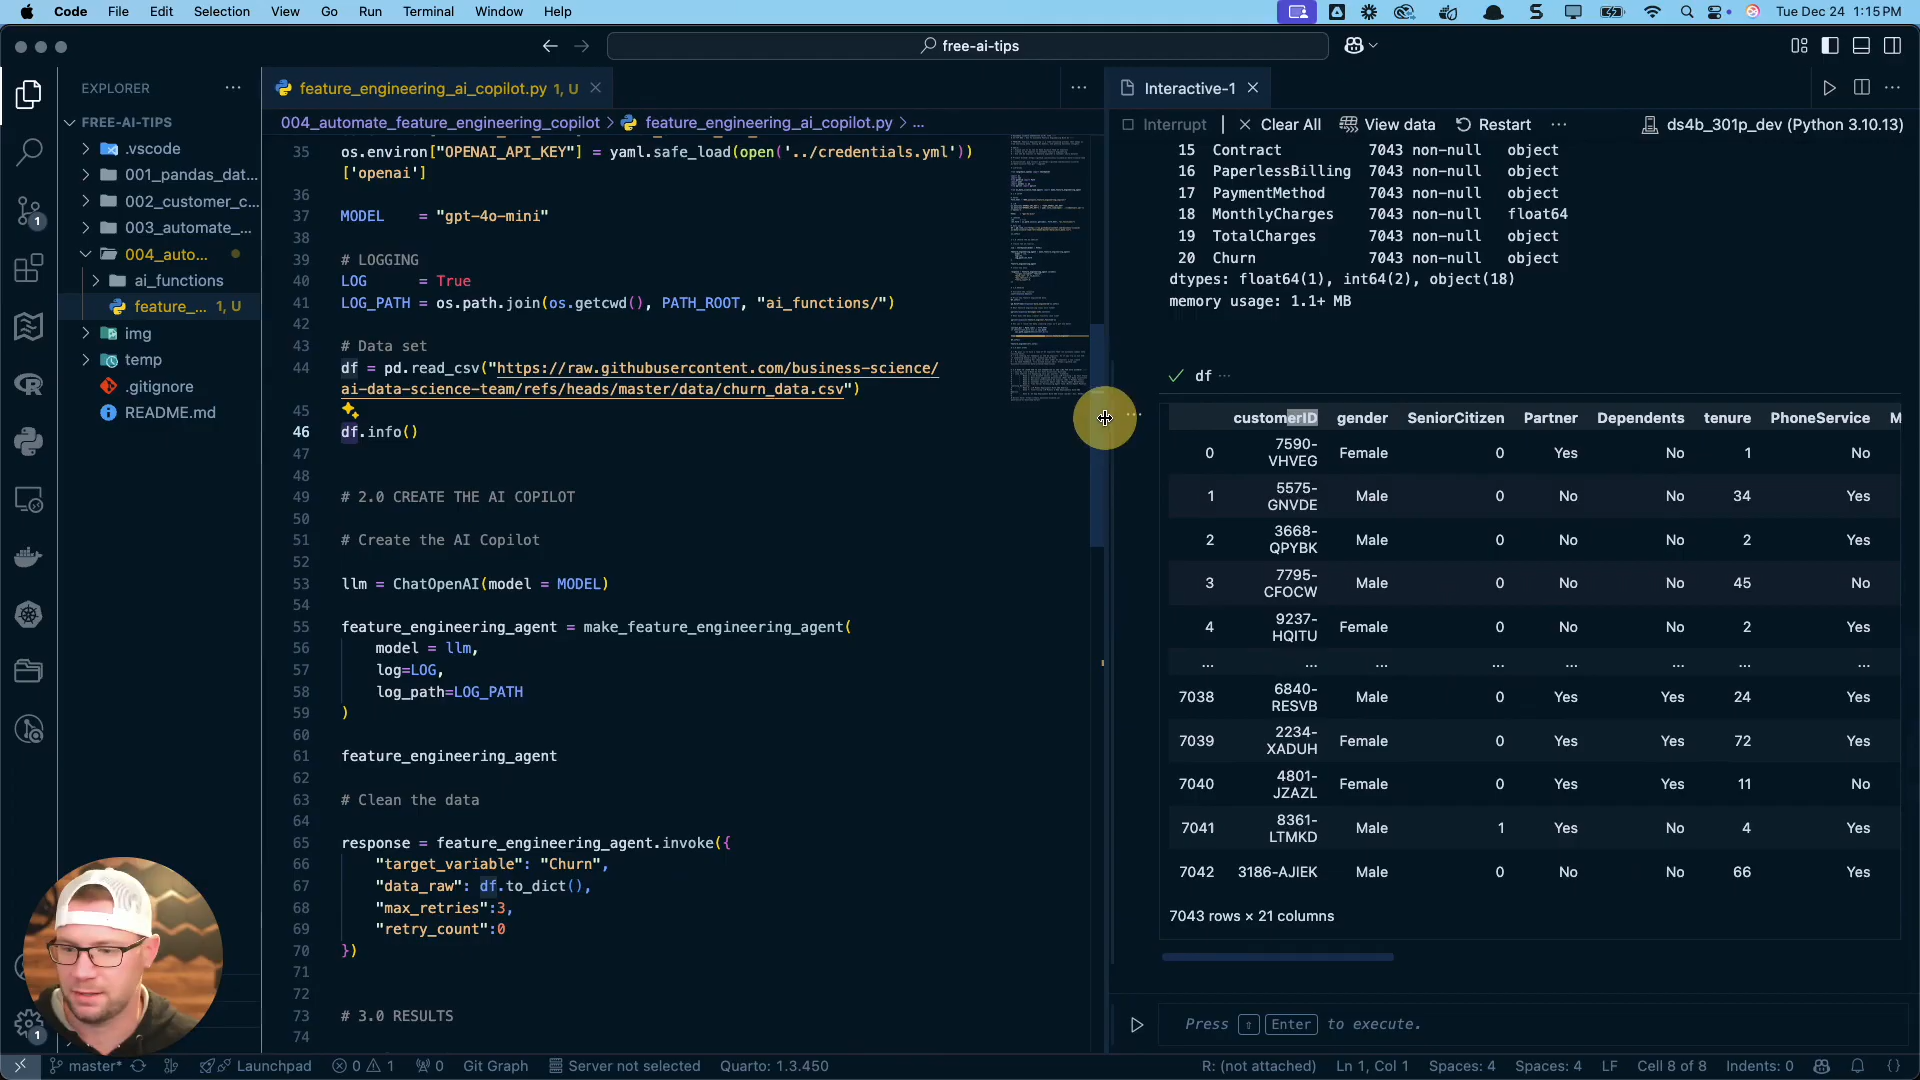 Code File Edit Selection View Go Run Terminal Window Help Tue Dec 24 1:15 PM
free-ai-tips
EXPLORER
FREE-AI-TIPS
.vscode
001_pandas_dat...
002_customer_c...
003_automate_...
004_auto...
ai_functions
feature_... 1, U
img
temp
.gitignore
README.md
1
1
feature_engineering_ai_copilot.py 1, U
004_automate_feature_engineering_copilot > feature_engineering_ai_copilot.py > ...
35 os.environ["OPENAI_API_KEY"] = yaml.safe_load(open('../credentials.yml'))
['openai']
36
37 MODEL = "gpt-4o-mini"
38
39 # LOGGING
40 LOG = True
41 LOG_PATH = os.path.join(os.getcwd(), PATH_ROOT, "ai_functions/")
42
43 # Data set
44 df = pd.read_csv("https://raw.githubusercontent.com/business-science/
ai-data-science-team/refs/heads/master/data/churn_data.csv")
45
46 df.info()
47
48
49 # 2.0 CREATE THE AI COPILOT
50
51 # Create the AI Copilot
52
53 llm = ChatOpenAI(model = MODEL)
54
55 feature_engineering_agent = make_feature_engineering_agent(
56 model = llm,
57 log=LOG,
58 log_path=LOG_PATH
59 )
60
61 feature_engineering_agent
62
63 # Clean the data
64
65 response = feature_engineering_agent.invoke({
66 "target_variable": "Churn",
67 "data_raw": df.to_dict(),
68 "max_retries":3,
69 "retry_count":0
70 })
71
72
73 # 3.0 RESULTS
74
Interactive-1
Interrupt | Clear All View data Restart ... ds4b_301p_dev (Python 3.10.13)
15 Contract 7043 non-null object
16 PaperlessBilling 7043 non-null object
17 PaymentMethod 7043 non-null object
18 MonthlyCharges 7043 non-null float64
19 TotalCharges 7043 non-null object
20 Churn 7043 non-null object
dtypes: float64(1), int64(2), object(18)
memory usage: 1.1+ MB
df ...
customerID gender SeniorCitizen Partner Dependents tenure PhoneService M
0 7590-VHVEG Female 0 Yes No 1 No
1 5575-GNVDE Male 0 No No 34 Yes
2 3668-QPYBK Male 0 No No 2 Yes
3 7795-CFOCW Male 0 No No 45 No
4 9237-HQITU Female 0 No No 2 Yes
... ... ... ... ... ... ... ...
7038 6840-RESVB Male 0 Yes Yes 24 Yes
7039 2234-XADUH Female 0 Yes Yes 72 Yes
7040 4801-JZAZL Female 0 Yes Yes 11 No
7041 8361-LTMKD Male 1 Yes No 4 Yes
7042 3186-AJIEK Male 0 No No 66 Yes
7043 rows × 21 columns
Press ⇧ Enter to execute.
master* Launchpad 0 1 0 Git Graph Server not selected Quarto: 1.3.450 R: (not attached) Ln 1, Col 1 Spaces: 4 Spaces: 4 LF Cell 8 of 8 Indents: 0